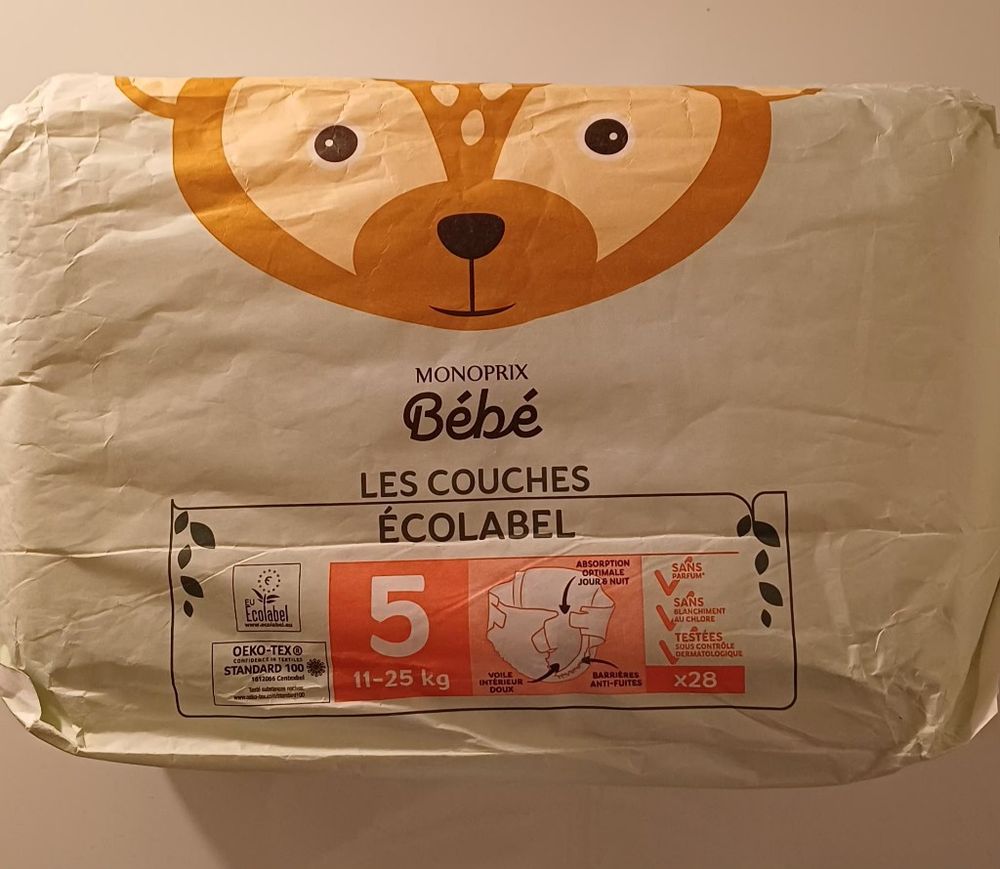 MONOPRIX
Bébé
LES COUCHES
ÉCOLABEL
EU
Ecolabel
www.ecolabel.eu
OEKO-TEX®
CONFIDENCE IN TEXTILES
STANDARD 100
1612066 Centexbel
5
11-25 kg
ABSORPTION
OPTIMALE
JOUR & NUIT
VOILE
INTÉRIEUR
DOUX
BARRIÈRES
ANTI-FUITES
SANS
PARFUM*
SANS
BLANCHIMENT
AU CHLORE
TESTÉES
SOUS CONTRÔLE
DERMATOLOGIQUE
x28